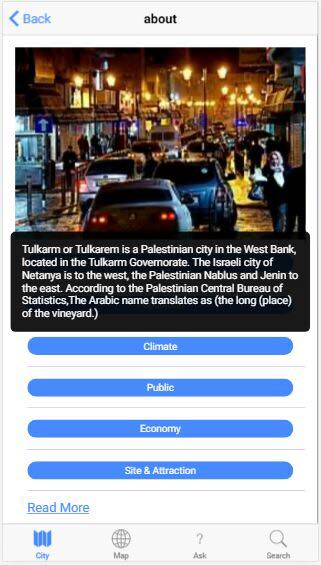 Back
about
Tulkarm or Tulkarem is a Palestinian city in the West Bank,
located in the Tulkarm Governorate. The Israeli city of
Netanya is to the west, the Palestinian Nablus and Jenin to
the east. According to the Palestinian Central Bureau of
Statistics,The Arabic name translates as (the long (place)
of the vineyard.)
Climate
Public
Economy
Site & Attraction
Read More
City
Map
Ask
Search